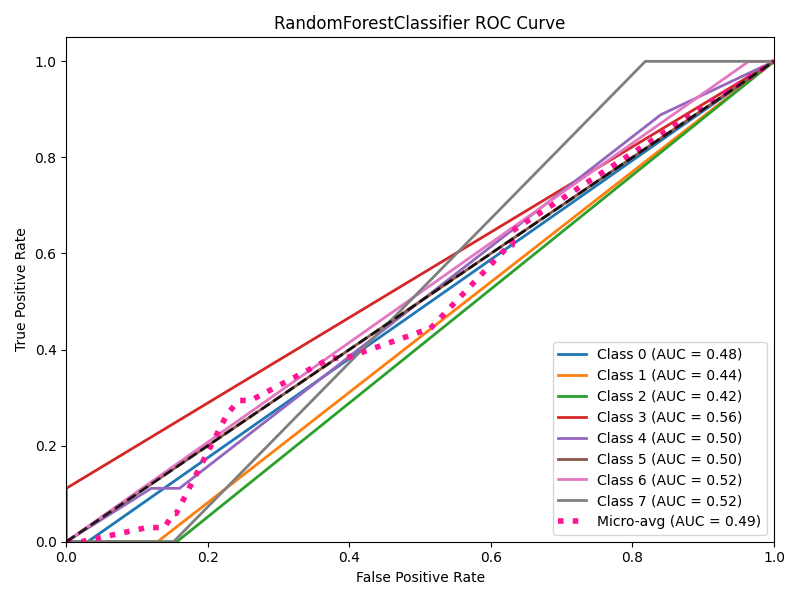 RandomForestClassifier ROC Curve
True Positive Rate
1.0
0.8
0.6
0.4
0.2
0.0
0.0 0.2 0.4 0.6 0.8 1.0
False Positive Rate
Class 0 (AUC = 0.48)
Class 1 (AUC = 0.44)
Class 2 (AUC = 0.42)
Class 3 (AUC = 0.56)
Class 4 (AUC = 0.50)
Class 5 (AUC = 0.50)
Class 6 (AUC = 0.52)
Class 7 (AUC = 0.52)
Micro-avg (AUC = 0.49)